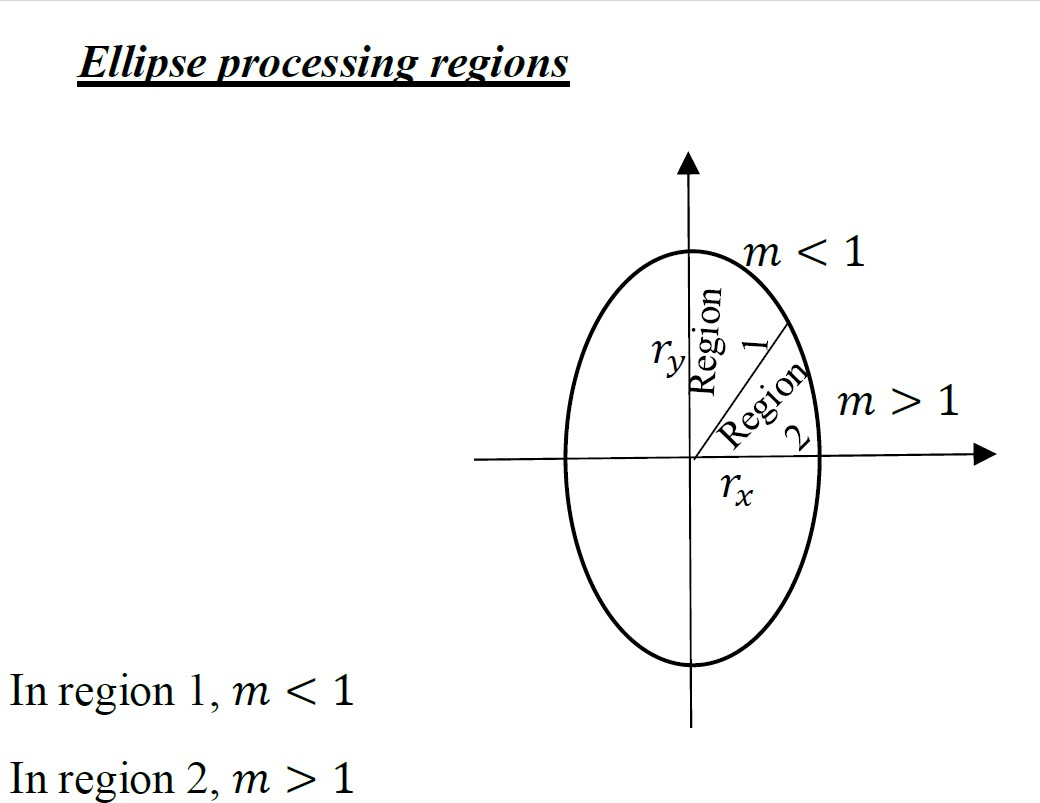 Ellipse processing regions
m < 1
Region
1
r_y
Region
2
m > 1
r_x
In region 1, m < 1
In region 2, m > 1